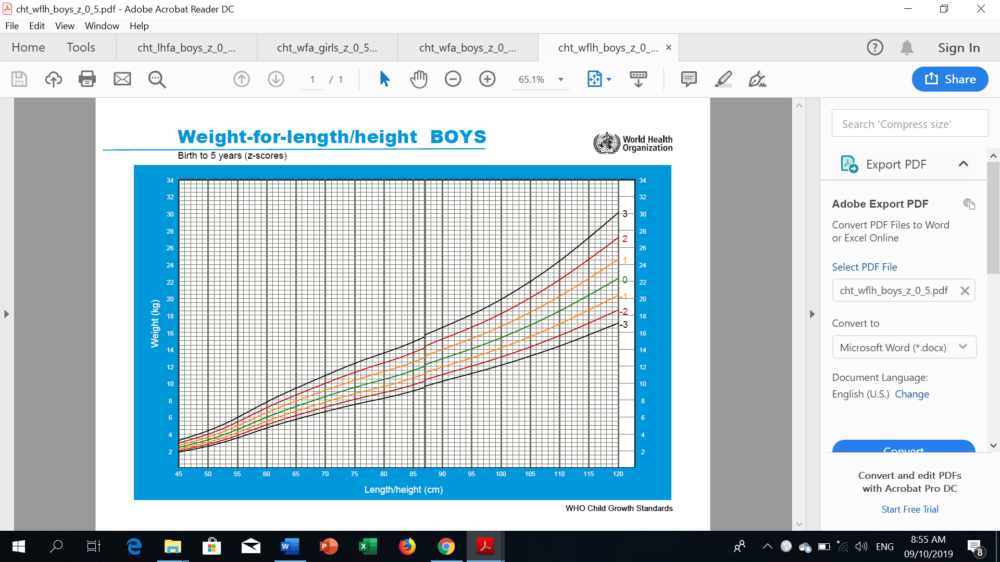 cht_wflh_boys_z_0_5.pdf - Adobe Acrobat Reader DC
File Edit View Window Help
Home Tools cht_lhfa_boys_z_0_... cht_wfa_girls_z_0_5... cht_wfa_boys_z_0_... cht_wflh_boys_z_0_... × ? Sign In
1 / 1 65.1% Share
Weight-for-length/height BOYS
Birth to 5 years (z-scores)
World Health
Organization
34 34
32 32
30 3 30
28 28
26 2 26
24 1 24
22 0 22
20 -1 20
18 -2 18
16 -3 16
14 14
12 12
10 10
8 8
6 6
4 4
2 2
Weight (kg)
45 50 55 60 65 70 75 80 85 90 95 100 105 110 115 120
Length/height (cm)
WHO Child Growth Standards
Search 'Compress size'
Export PDF
Adobe Export PDF
Convert PDF Files to Word
or Excel Online
Select PDF File
cht_wflh_boys_z_0_5.pdf
Convert to
Microsoft Word (*.docx)
Document Language:
English (U.S.) Change
Convert
Convert and edit PDFs
with Acrobat Pro DC
Start Free Trial
ENG
8:55 AM
09/10/2019
8